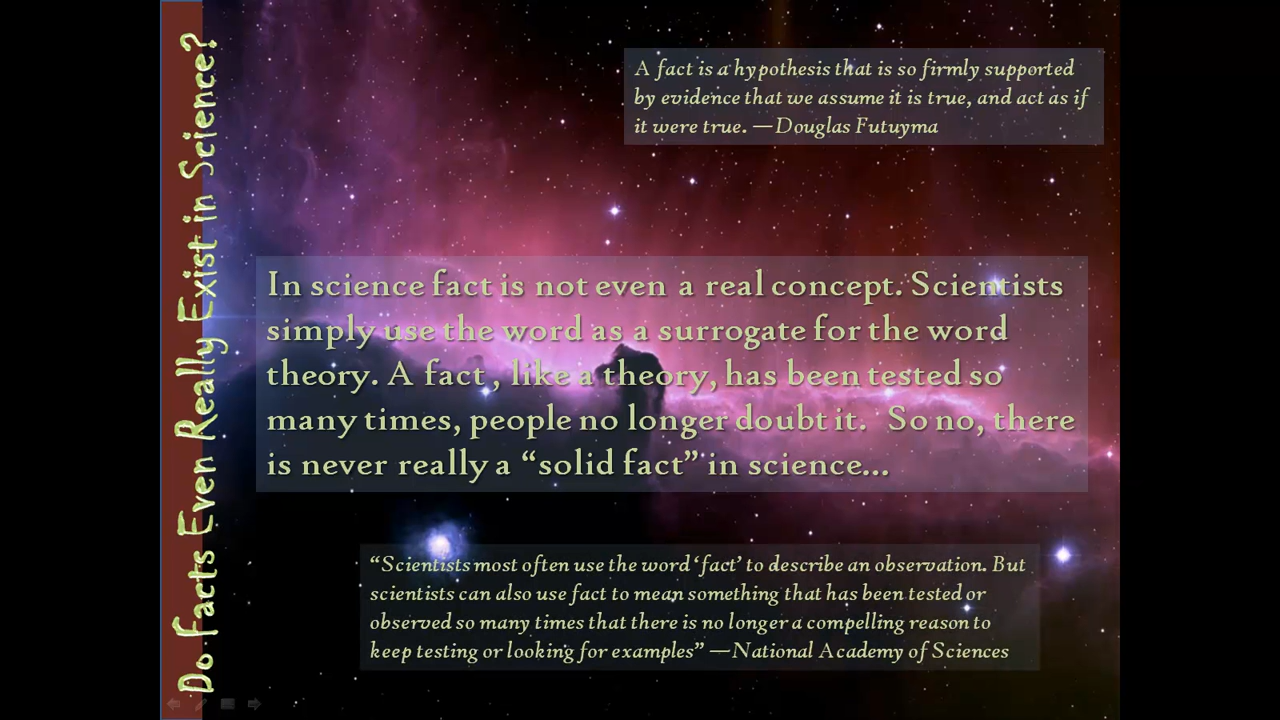 Do Facts Even Really Exist in Science?
A fact is a hypothesis that is so firmly supported
by evidence that we assume it is true, and act as if
it were true. —Douglas Futuyma
In science fact is not even a real concept. Scientists
simply use the word as a surrogate for the word
theory. A fact , like a theory, has been tested so
many times, people no longer doubt it. So no, there
is never really a “solid fact” in science...
“Scientists most often use the word ‘fact’ to describe an observation. But
scientists can also use fact to mean something that has been tested or
observed so many times that there is no longer a compelling reason to
keep testing or looking for examples” —National Academy of Sciences